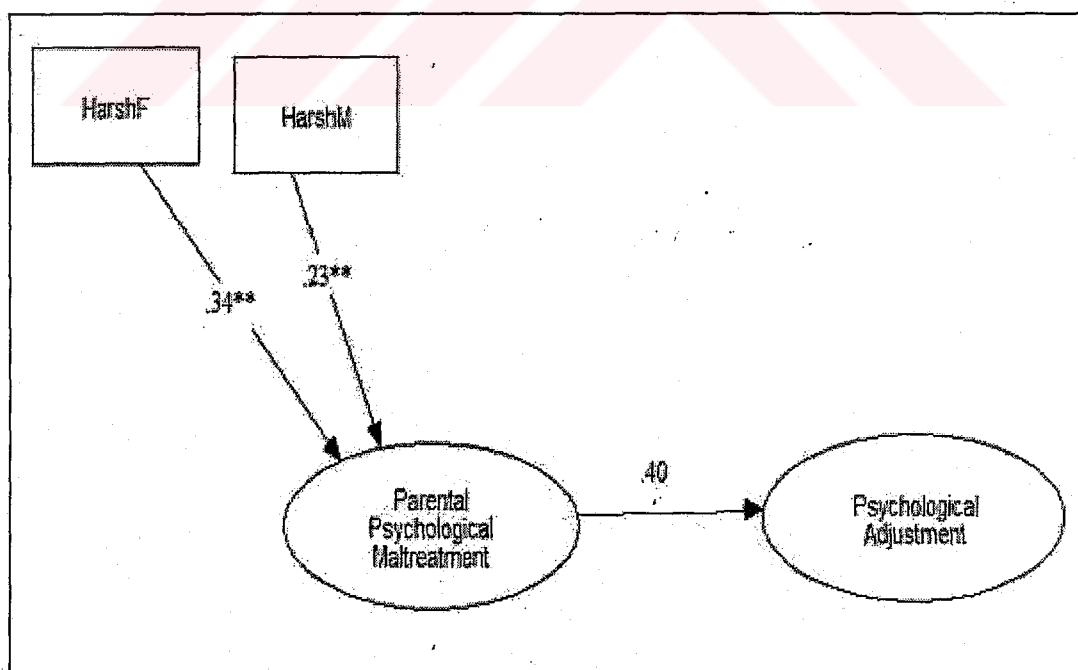 HarshF
HarshM
.34**
.23**
Parental
Psychological
Maltreatment
.40
Psychological
Adjustment